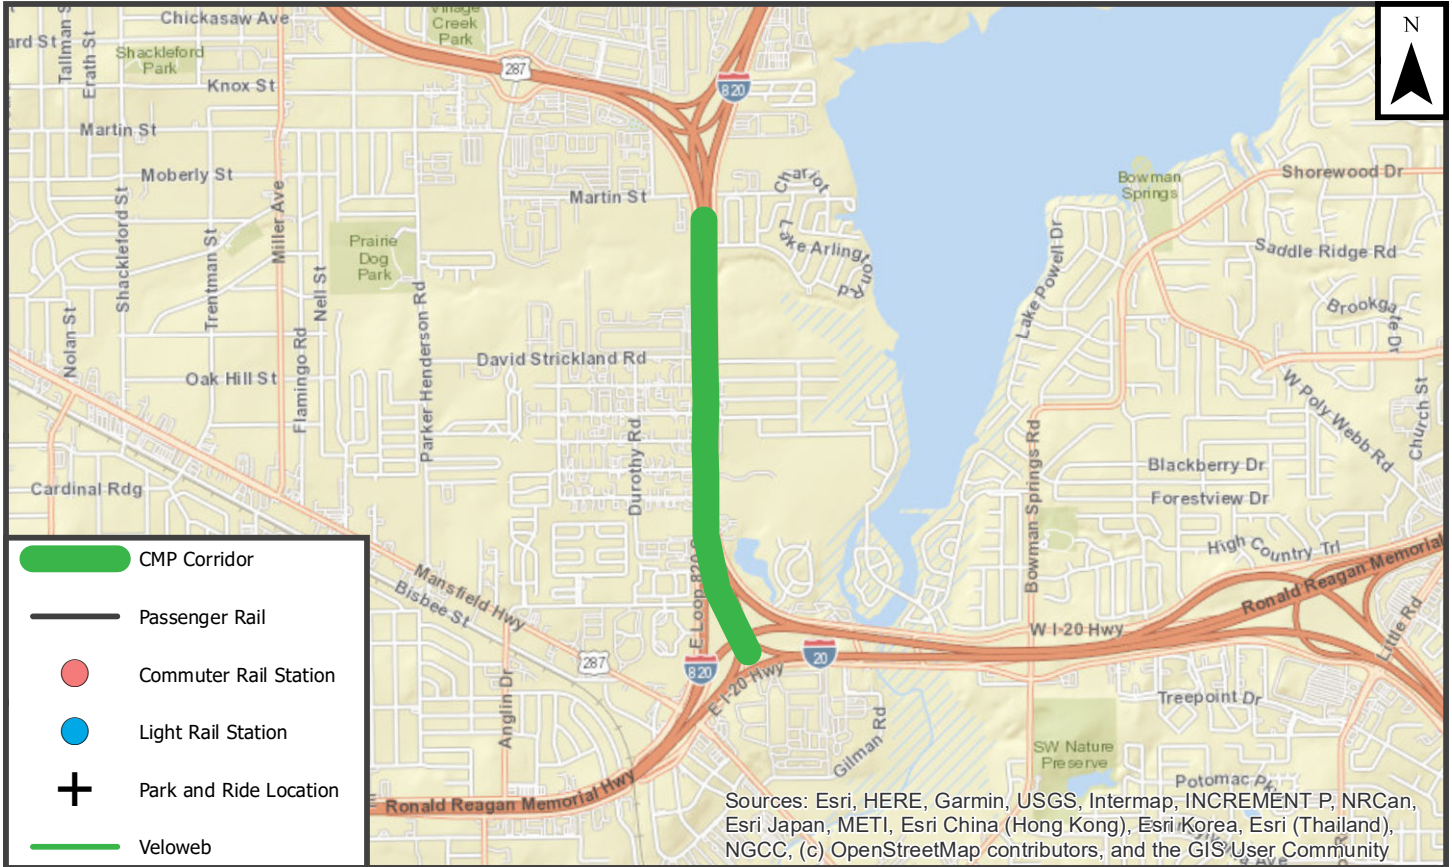 Chickasaw Ave
Village
Creek
Park
N
ard St
Tallman S
Erath St
Shackleford
Park
287
820
Knox St
Martin St
Moberly St
Martin St
Chariot
Bowman
Springs
Shorewood Dr
Shackleford St
Trentman St
Miller Ave
Nell St
Prairie
Dog
Park
Parker Henderson Rd
Lake Arlington
Rd
Lake Powell Dr
Saddle Ridge Rd
Brookgate Dr
Nolan St
Oak Hill St
Flamingo Rd
David Strickland Rd
W Poly Webb Rd
Church St
Durothy Rd
Bowman Springs Rd
Blackberry Dr
Forestview Dr
Cardinal Rdg
High Country Trl
Ronald Reagan Memorial
Mansfield Hwy
Bisbee St
E Loop 820 S
W I-20 Hwy
Little Rd
287
820
20
E I-20 Hwy
Anglin Dr
Gilman Rd
Treepoint Dr
SW Nature
Preserve
Potomac Pk
Ronald Reagan Memorial Hwy
CMP Corridor
Passenger Rail
Commuter Rail Station
Light Rail Station
Park and Ride Location
Veloweb
Sources: Esri, HERE, Garmin, USGS, Intermap, INCREMENT P, NRCan,
Esri Japan, METI, Esri China (Hong Kong), Esri Korea, Esri (Thailand),
NGCC, (c) OpenStreetMap contributors, and the GIS User Community